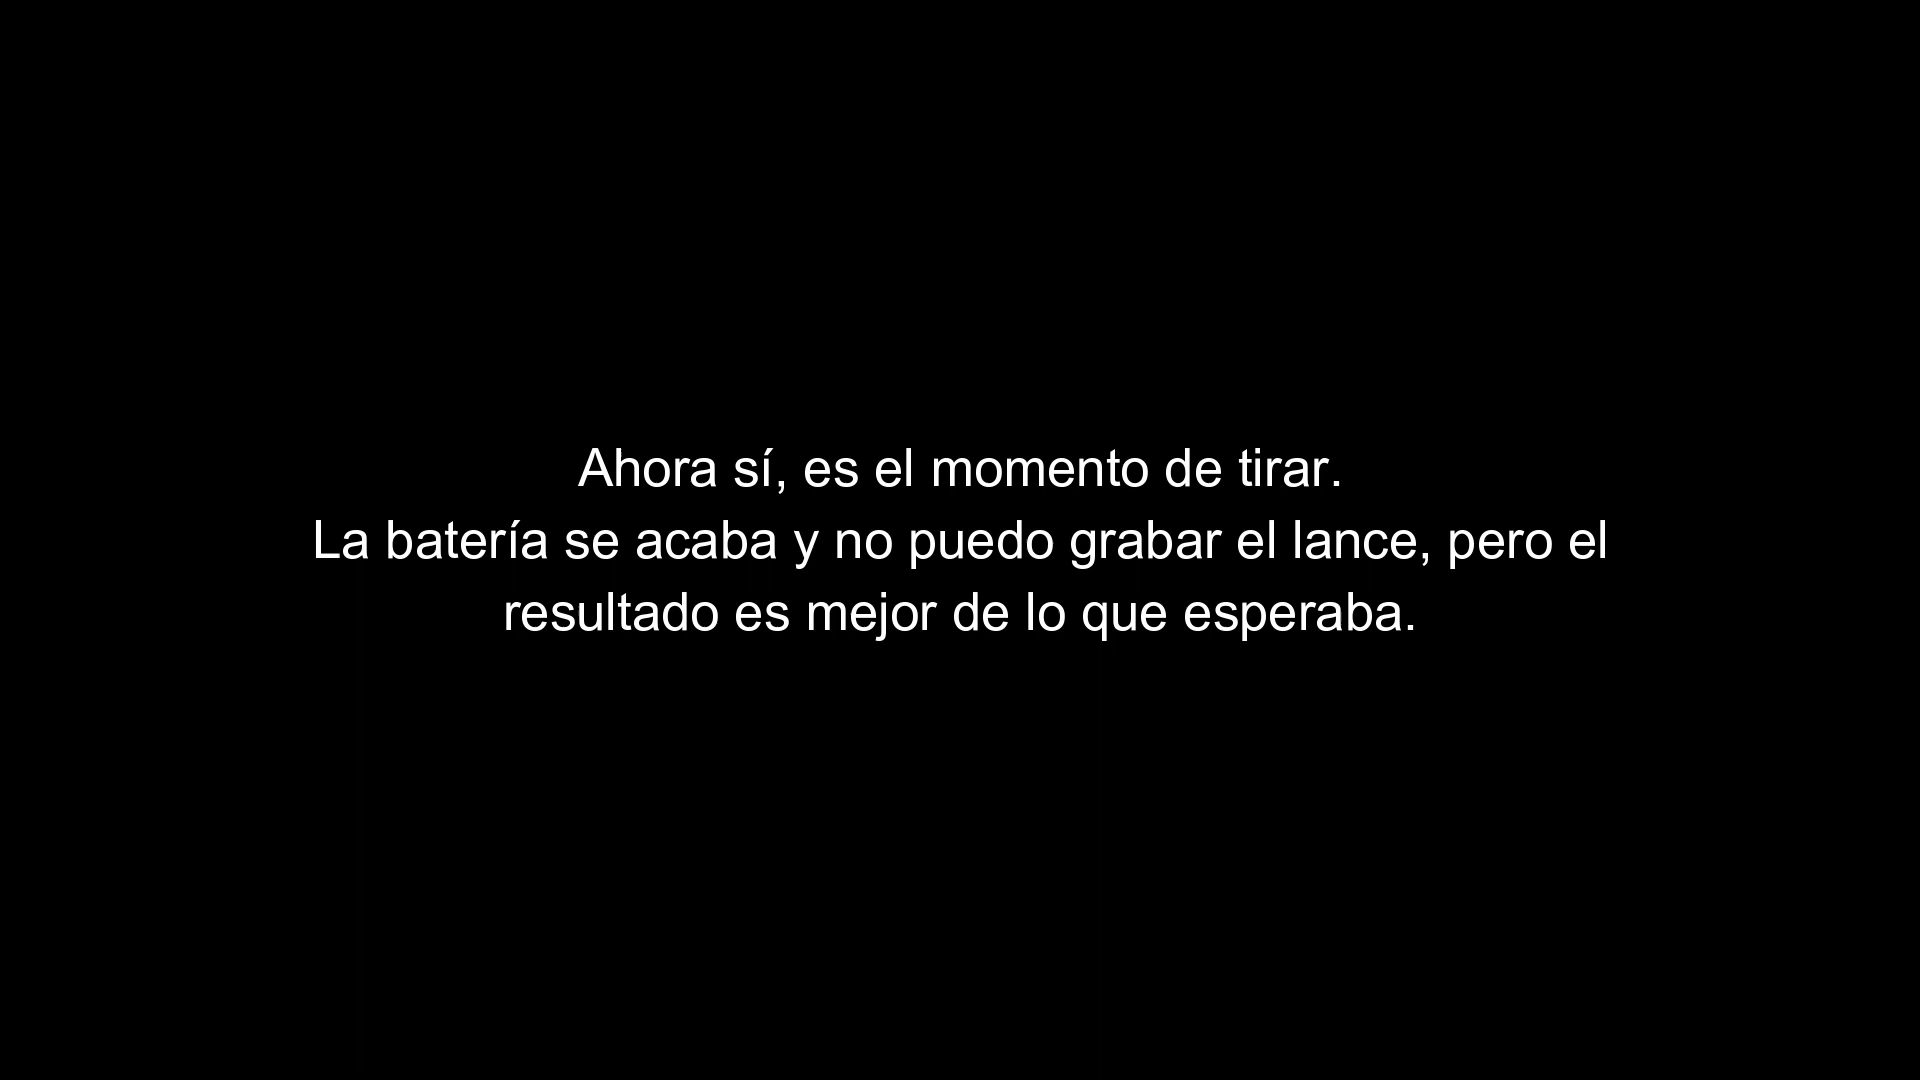 Ahora sí, es el momento de tirar.
La batería se acaba y no puedo grabar el lance, pero el
resultado es mejor de lo que esperaba.